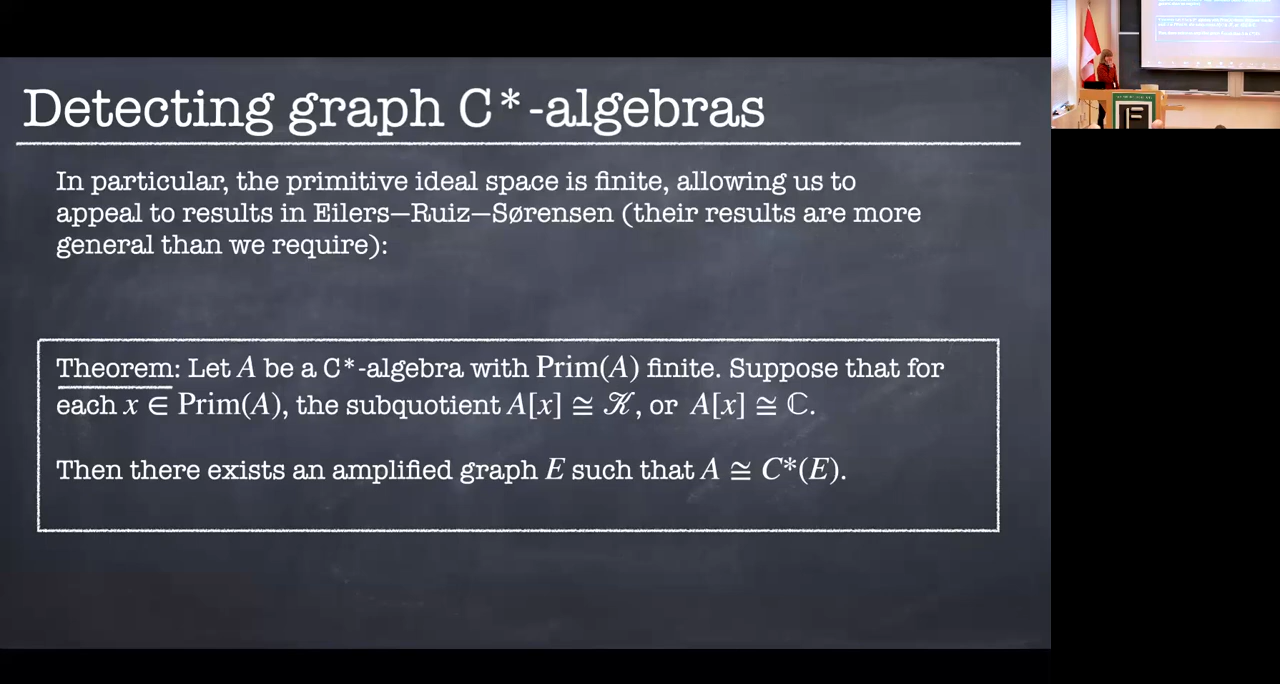 Detecting graph C*-algebras
In particular, the primitive ideal space is finite, allowing us to
appeal to results in Eilers—Ruiz—Sørensen (their results are more
general than we require):
Theorem: Let A be a C*-algebra with Prim(A) finite. Suppose that for
each x ∈ Prim(A), the subquotient A[x] ≅ 𝒦, or A[x] ≅ ℂ.
Then there exists an amplified graph E such that A ≅ C*(E).